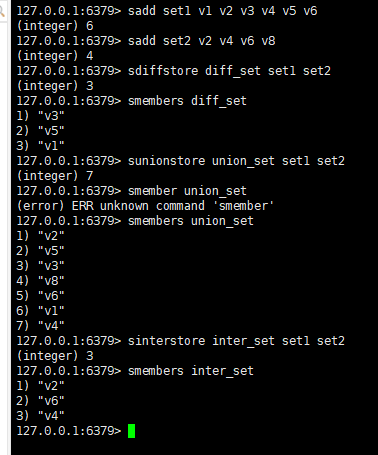 127.0.0.1:6379> sadd set1 v1 v2 v3 v4 v5 v6
(integer) 6
127.0.0.1:6379> sadd set2 v2 v4 v6 v8
(integer) 4
127.0.0.1:6379> sdiffstore diff_set set1 set2
(integer) 3
127.0.0.1:6379> smembers diff_set
1) "v3"
2) "v5"
3) "v1"
127.0.0.1:6379> sunionstore union_set set1 set2
(integer) 7
127.0.0.1:6379> smember union_set
(error) ERR unknown command 'smember'
127.0.0.1:6379> smembers union_set
1) "v2"
2) "v5"
3) "v3"
4) "v8"
5) "v6"
6) "v1"
7) "v4"
127.0.0.1:6379> sinterstore inter_set set1 set2
(integer) 3
127.0.0.1:6379> smembers inter_set
1) "v2"
2) "v6"
3) "v4"
127.0.0.1:6379>